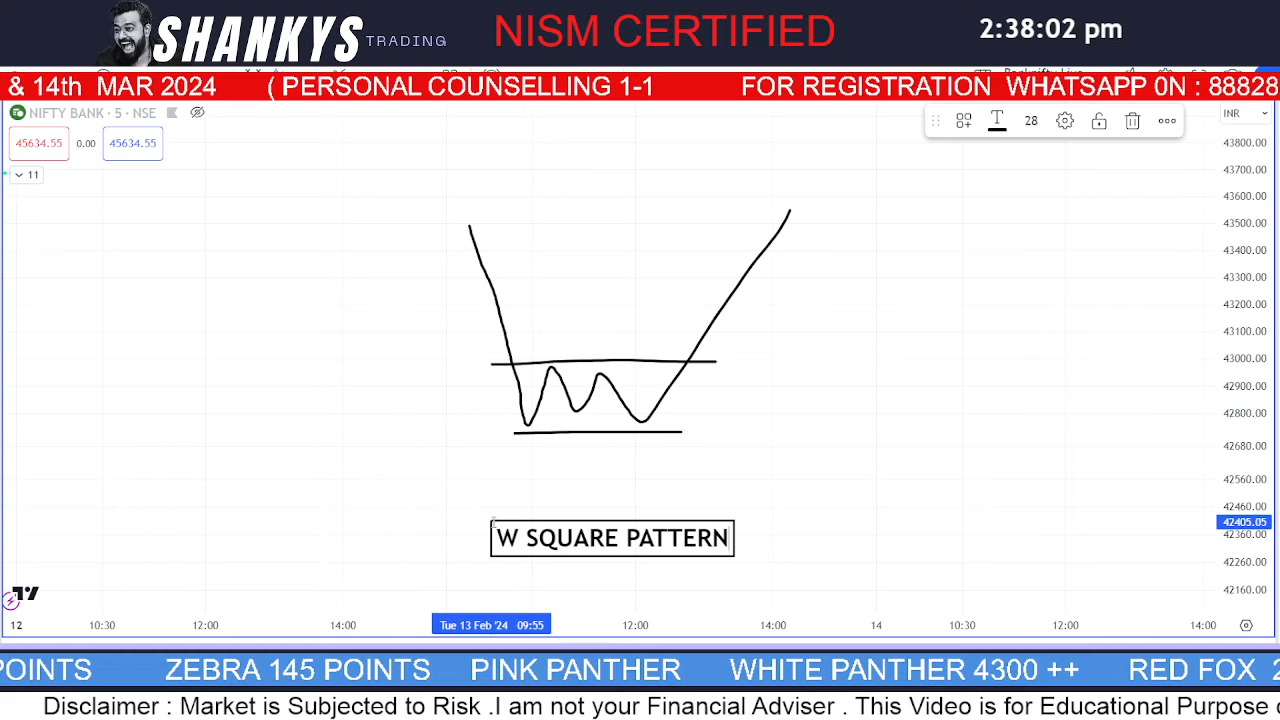 SHANKYS
TRADING
NISM CERTIFIED
2:38:02 pm
& 14th MAR 2024 ( PERSONAL COUNSELLING 1-1 FOR REGISTRATION WHATSAPP 0N : 88828
NIFTY BANK · 5 · NSE
28
INR
45634.55 0.00 45634.55
11
43800.00
43700.00
43600.00
43500.00
43400.00
43300.00
43200.00
43100.00
43000.00
42900.00
42800.00
42680.00
42560.00
42460.00
42405.05
42360.00
42260.00
42160.00
W SQUARE PATTERN
12 10:30 12:00 14:00 Tue 13 Feb '24 09:55 12:00 14:00 14 10:30 12:00 14:00
POINTS ZEBRA 145 POINTS PINK PANTHER WHITE PANTHER 4300 ++ RED FOX 2
Disclaimer : Market is Subjected to Risk .I am not your Financial Adviser . This Video is for Educational Purpose